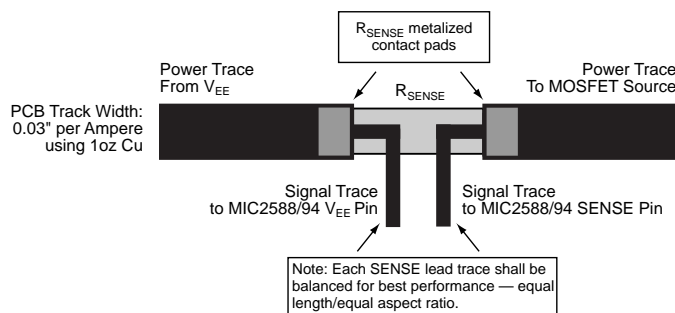 R_SENSE metalized
contact pads
Power Trace
From V_EE
Power Trace
To MOSFET Source
R_SENSE
PCB Track Width:
0.03" per Ampere
using 1oz Cu
Signal Trace
to MIC2588/94 V_EE Pin
Signal Trace
to MIC2588/94 SENSE Pin
Note: Each SENSE lead trace shall be
balanced for best performance — equal
length/equal aspect ratio.